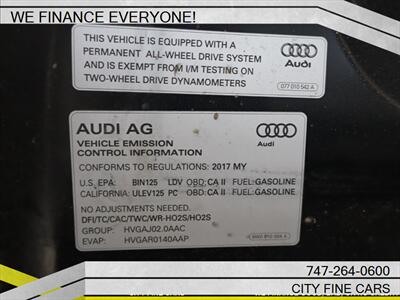 WE FINANCE EVERYONE!
THIS VEHICLE IS EQUIPPED WITH A
PERMANENT ALL-WHEEL DRIVE SYSTEM
AND IS EXEMPT FROM I/M TESTING ON
TWO-WHEEL DRIVE DYNAMOMETERS
Audi
077 010 542 A
AUDI AG
VEHICLE EMISSION
CONTROL INFORMATION
Audi
CONFORMS TO REGULATIONS: 2017 MY
U.S. EPA: BIN125 LDV OBD:CA II FUEL:GASOLINE
CALIFORNIA: ULEV125 PC OBD:CA II FUEL:GASOLINE
NO ADJUSTMENTS NEEDED.
DFI/TC/CAC/TWC/WR-HO2S/HO2S
GROUP: HVGAJ02.0AAC
EVAP: HVGAR0140AAP
747-264-0600
CITY FINE CARS